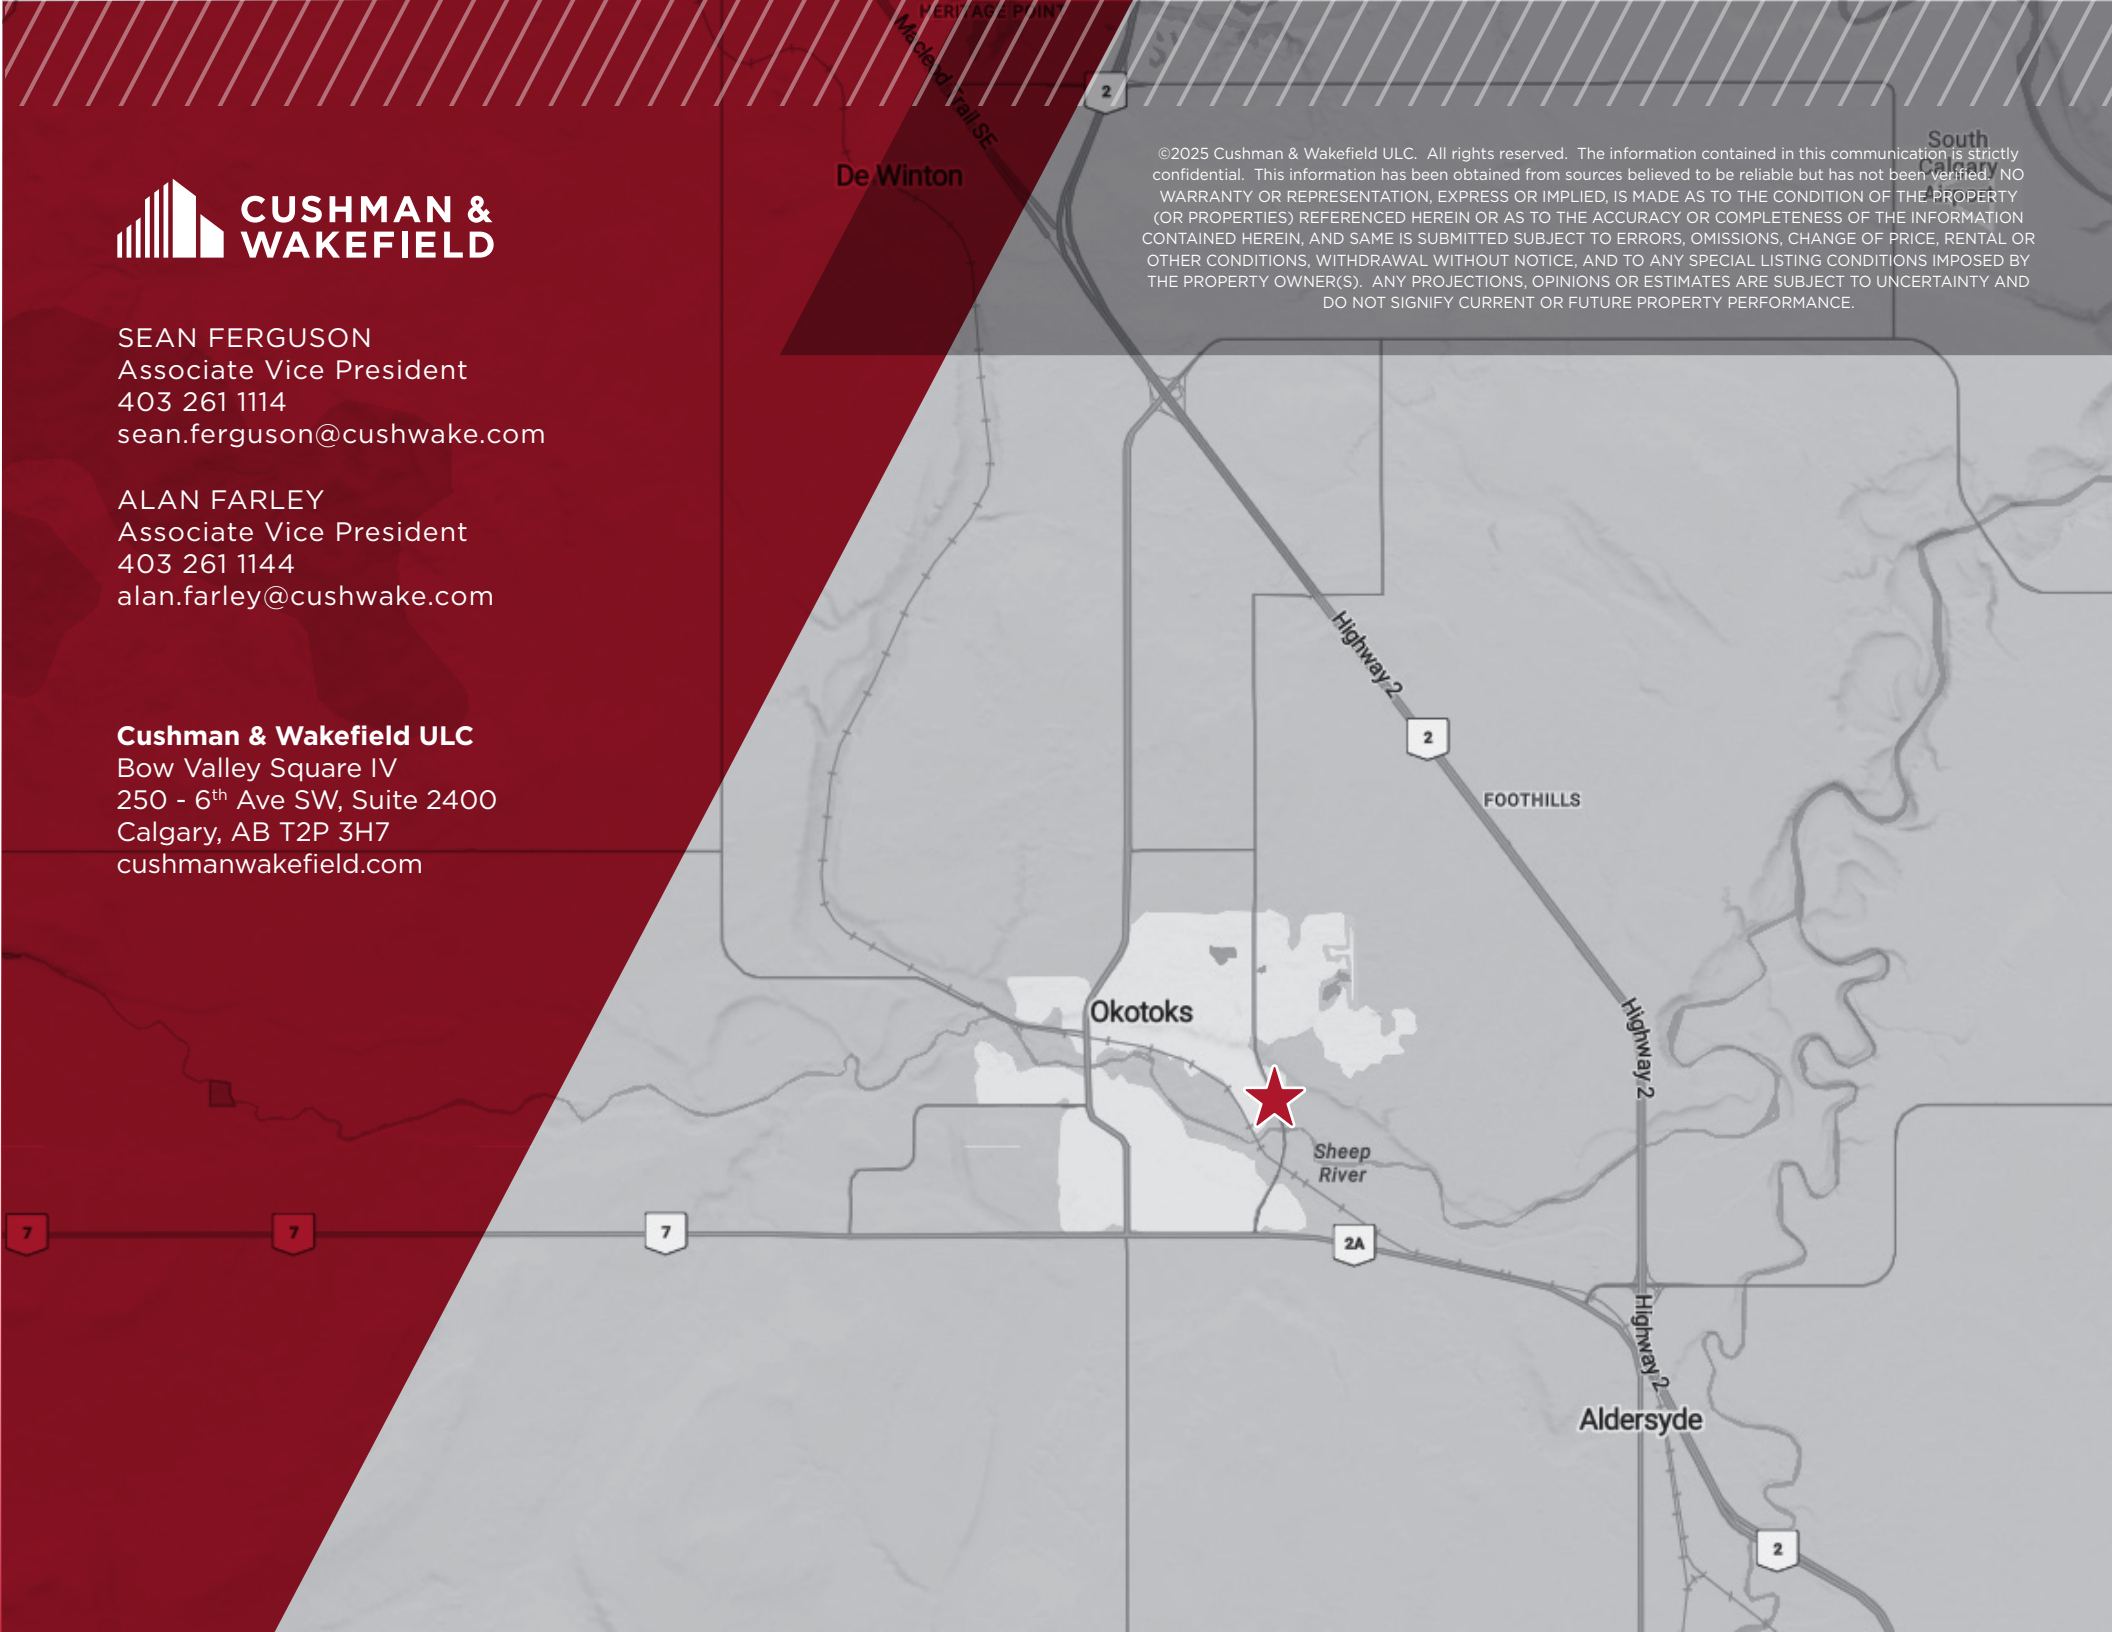 CUSHMAN &
WAKEFIELD
SEAN FERGUSON
Associate Vice President
403 261 1114
sean.ferguson@cushwake.com
ALAN FARLEY
Associate Vice President
403 261 1144
alan.farley@cushwake.com
Cushman & Wakefield ULC
Bow Valley Square IV
250 - 6th Ave SW, Suite 2400
Calgary, AB T2P 3H7
cushmanwakefield.com
©2025 Cushman & Wakefield ULC.  All rights reserved.  The information contained in this communication is strictly
confidential.  This information has been obtained from sources believed to be reliable but has not been verified.  NO
WARRANTY OR REPRESENTATION, EXPRESS OR IMPLIED, IS MADE AS TO THE CONDITION OF THE PROPERTY
(OR PROPERTIES) REFERENCED HEREIN OR AS TO THE ACCURACY OR COMPLETENESS OF THE INFORMATION
CONTAINED HEREIN, AND SAME IS SUBMITTED SUBJECT TO ERRORS, OMISSIONS, CHANGE OF PRICE, RENTAL OR
OTHER CONDITIONS, WITHDRAWAL WITHOUT NOTICE, AND TO ANY SPECIAL LISTING CONDITIONS IMPOSED BY
THE PROPERTY OWNER(S).  ANY PROJECTIONS, OPINIONS OR ESTIMATES ARE SUBJECT TO UNCERTAINTY AND
DO NOT SIGNIFY CURRENT OR FUTURE PROPERTY PERFORMANCE.
HERITAGE POINT
Macleod Trail SE
2
De Winton
South
Calgary
Airport
Highway 2
2
FOOTHILLS
Okotoks
Highway 2
Sheep
River
7
7
7
2A
Highway 2
Aldersyde
2